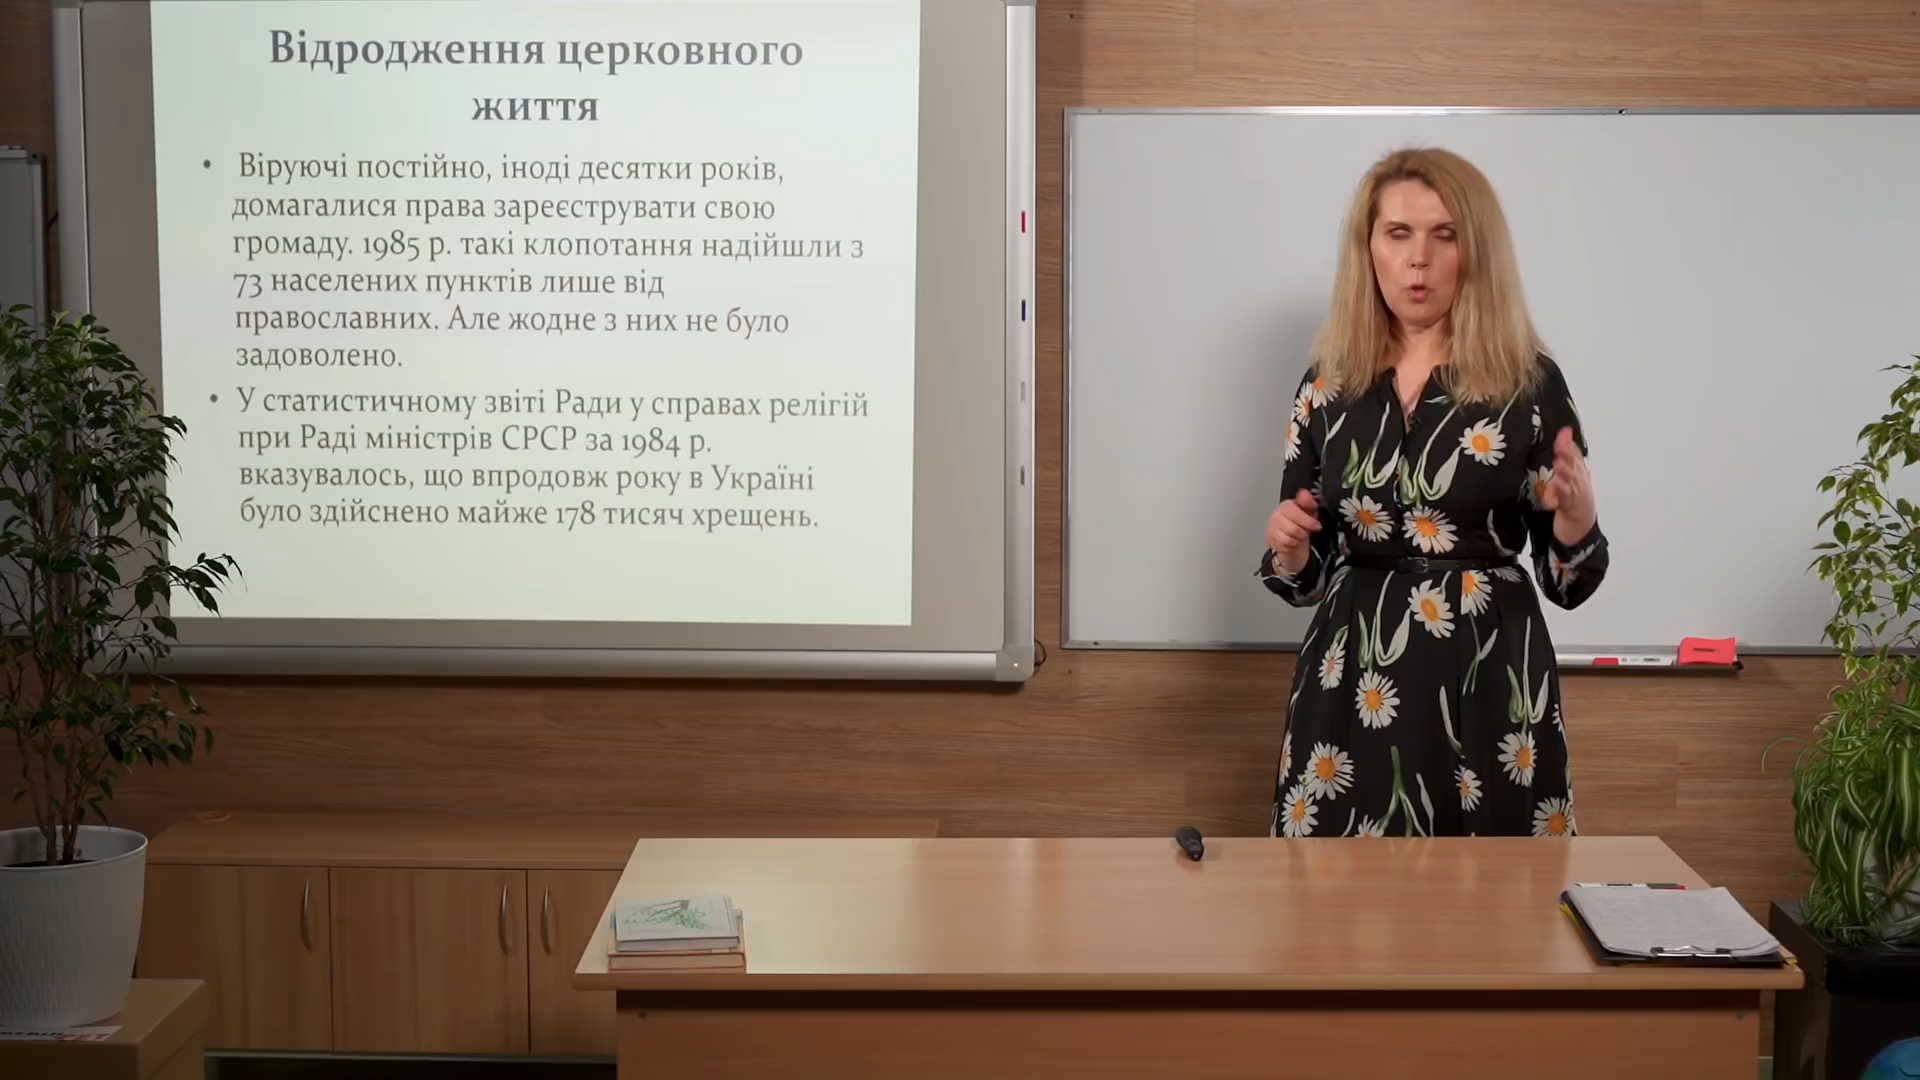 Відродження церковного
життя
• Віруючі постійно, іноді десятки років,
домагалися права зареєструвати свою
громаду. 1985 р. такі клопотання надійшли з
73 населених пунктів лише від
православних. Але жодне з них не було
задоволено.
• У статистичному звіті Ради у справах релігій
при Раді міністрів СРСР за 1984 р.
вказувалось, що впродовж року в Україні
було здійснено майже 178 тисяч хрещень.